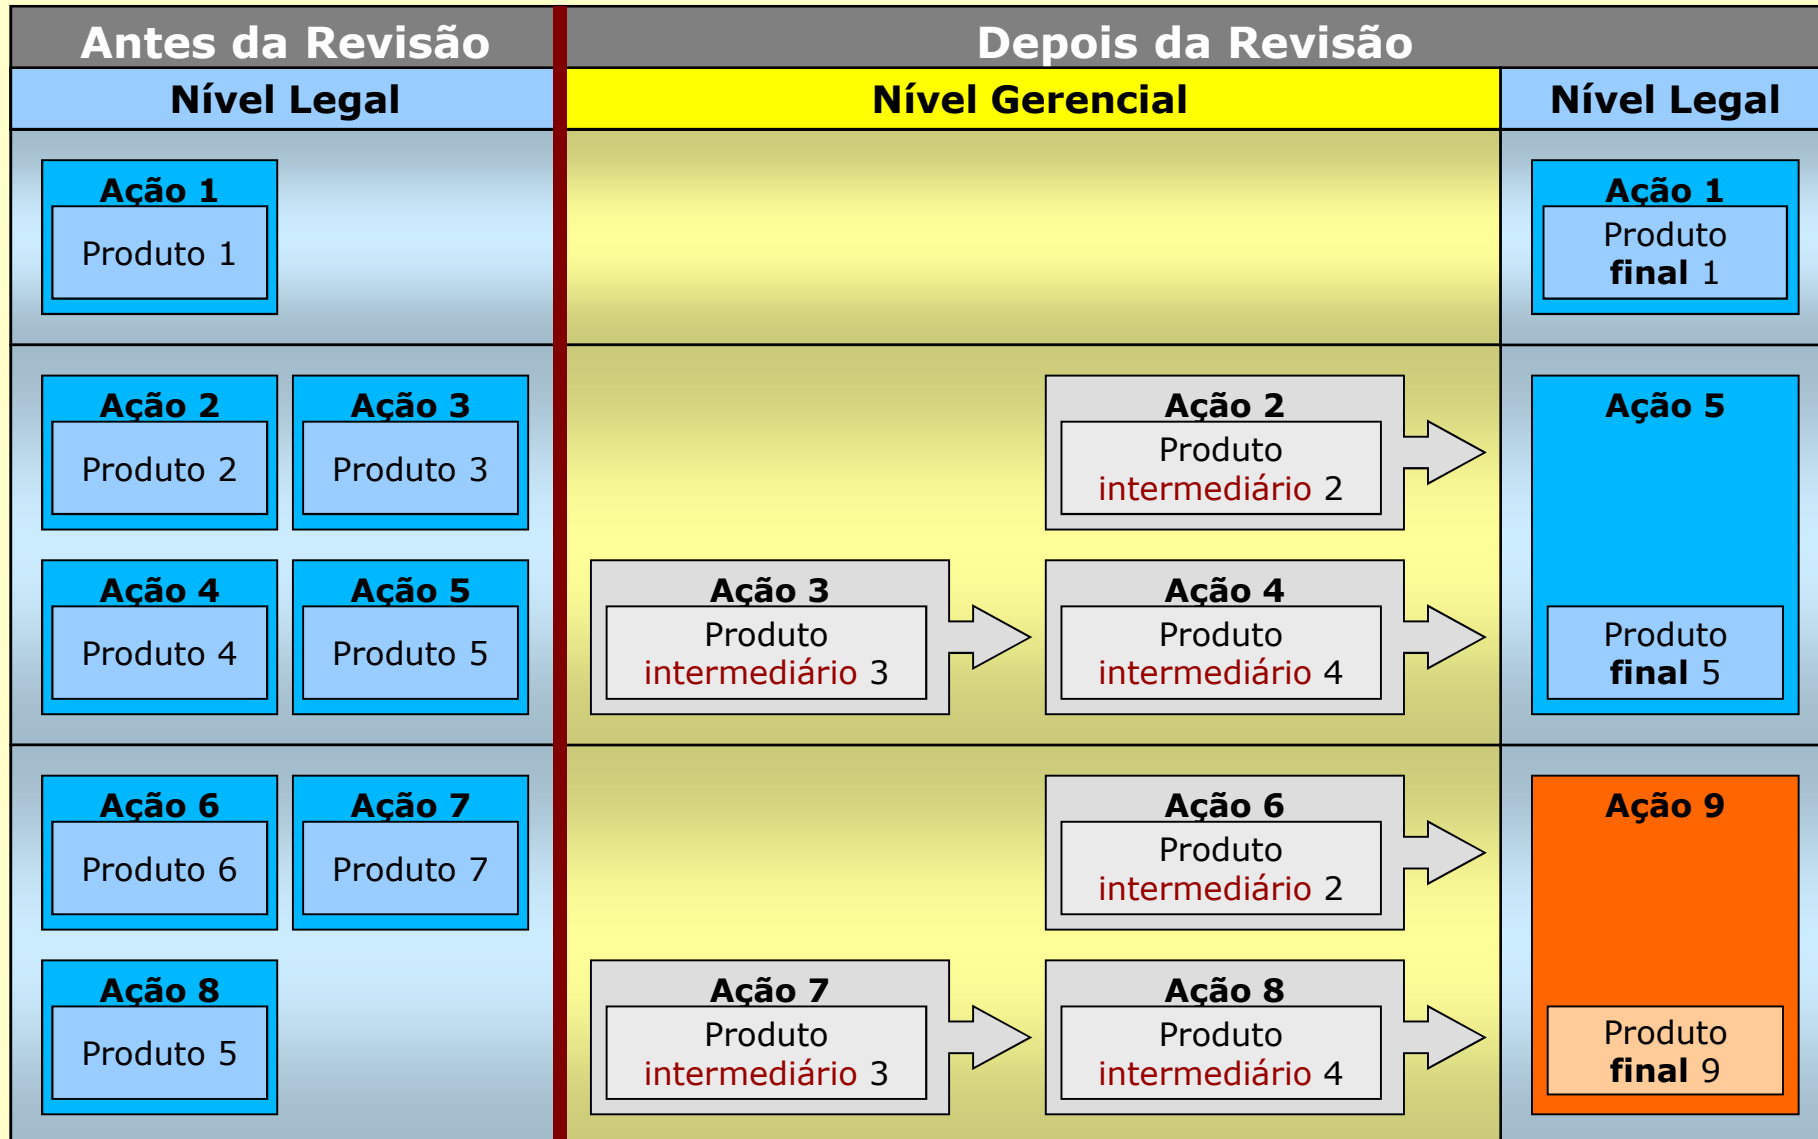 Antes da Revisão
Depois da Revisão
Nível Legal
Nível Gerencial
Nível Legal
Ação 1
Produto 1
Ação 1
Produto
final 1
Ação 2
Produto 2
Ação 3
Produto 3
Ação 2
Produto
intermediário 2
Ação 5
Ação 4
Produto 4
Ação 5
Produto 5
Ação 3
Produto
intermediário 3
Ação 4
Produto
intermediário 4
Produto
final 5
Ação 6
Produto 6
Ação 7
Produto 7
Ação 6
Produto
intermediário 2
Ação 9
Ação 8
Produto 5
Ação 7
Produto
intermediário 3
Ação 8
Produto
intermediário 4
Produto
final 9